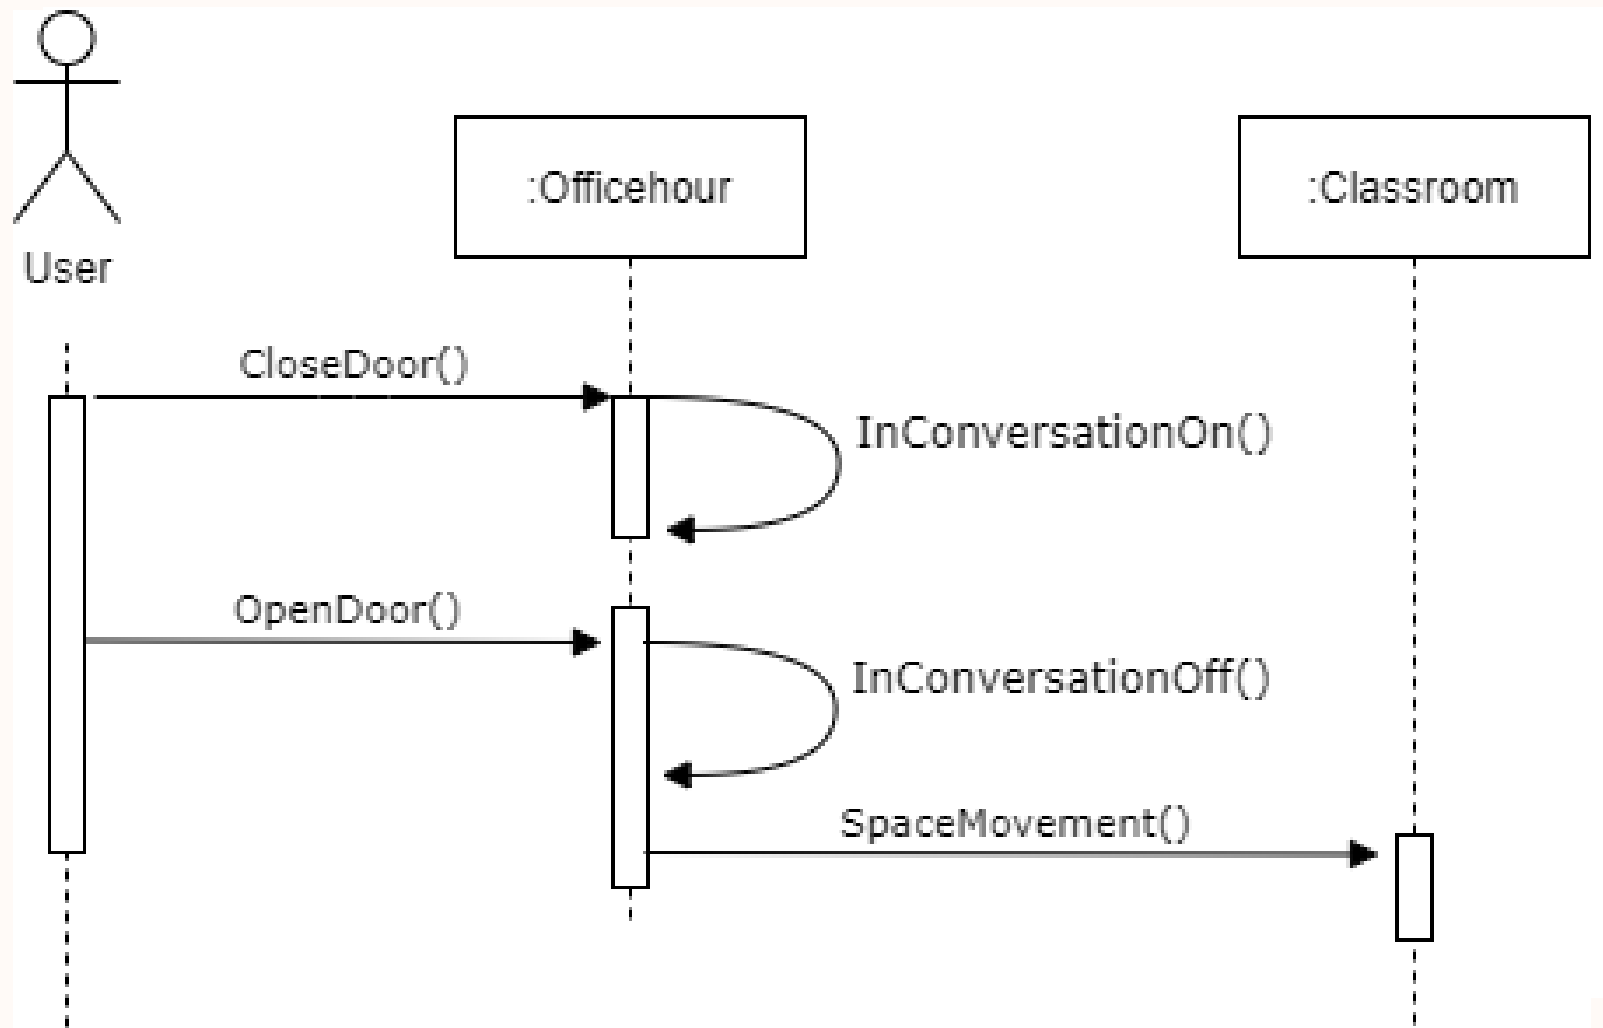 :Officehour
:Classroom
User
CloseDoor()
InConversationOn()
OpenDoor()
InConversationOff()
SpaceMovement()